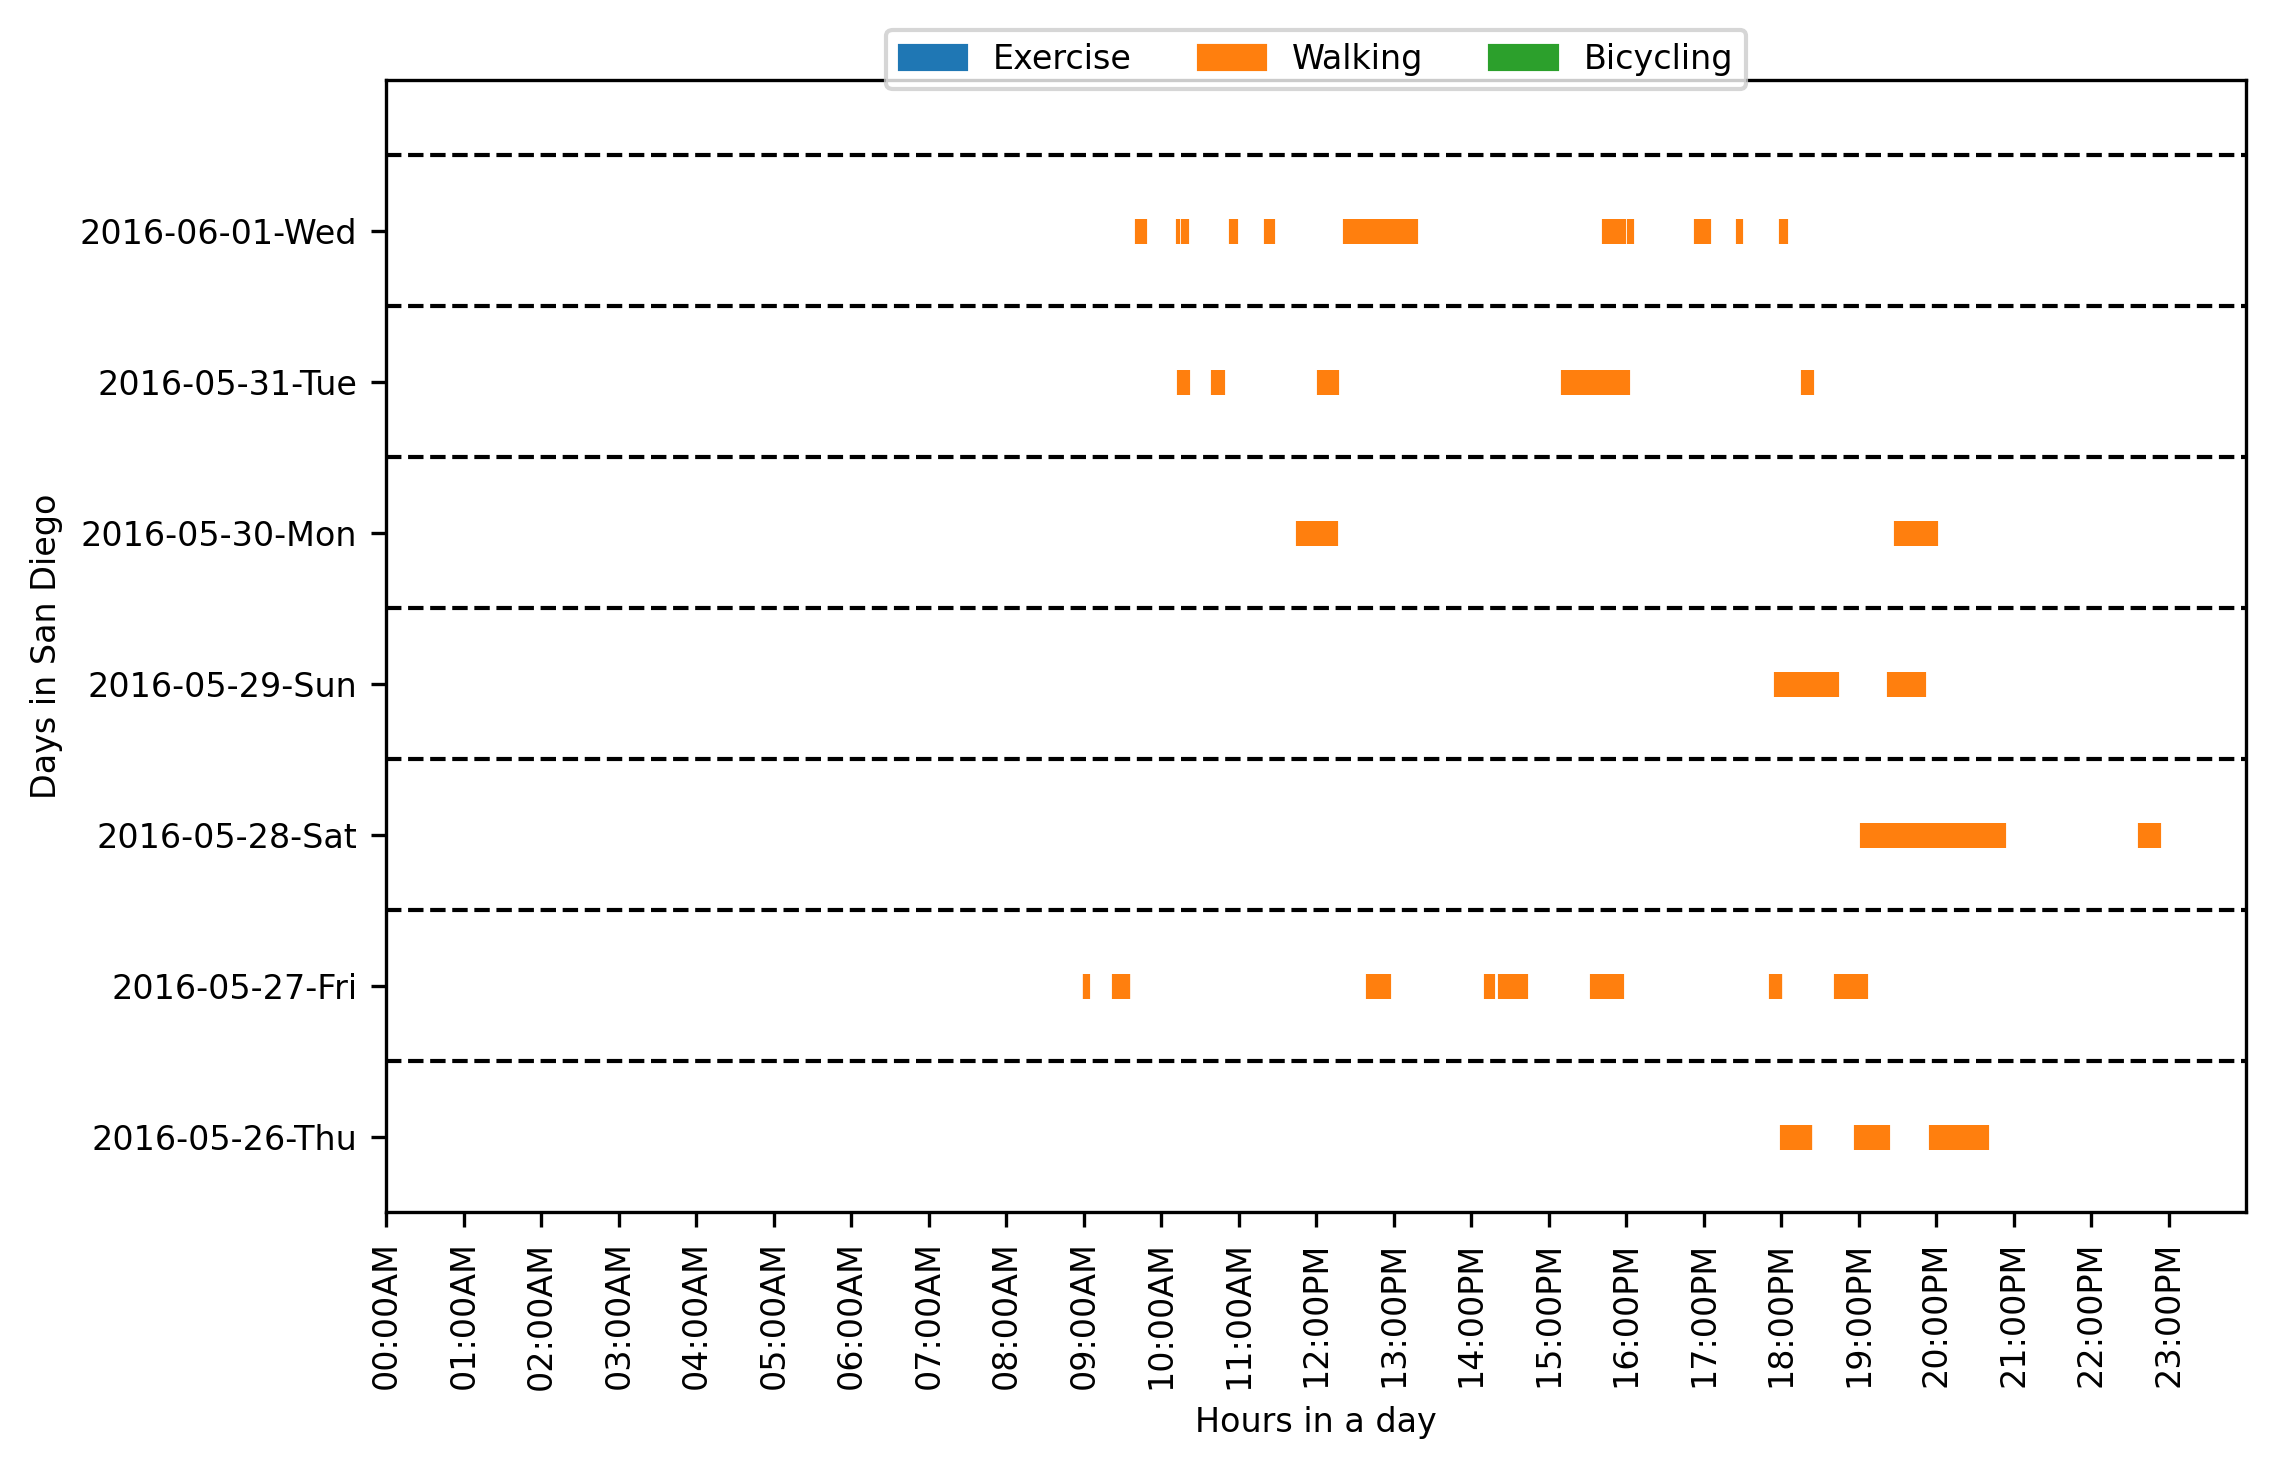 Exercise Walking Bicycling
2016-06-01-Wed
2016-05-31-Tue
2016-05-30-Mon
2016-05-29-Sun
2016-05-28-Sat
2016-05-27-Fri
2016-05-26-Thu
Days in San Diego
00:00AM
01:00AM
02:00AM
03:00AM
04:00AM
05:00AM
06:00AM
07:00AM
08:00AM
09:00AM
10:00AM
11:00AM
12:00PM
13:00PM
14:00PM
15:00PM
16:00PM
17:00PM
18:00PM
19:00PM
20:00PM
21:00PM
22:00PM
23:00PM
Hours in a day